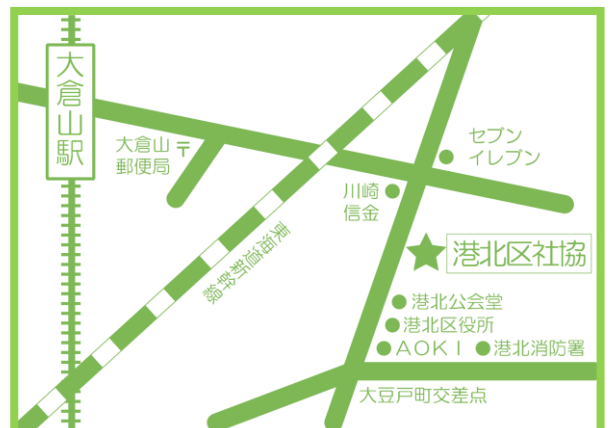 大倉山駅
大倉山
郵便局
〒
セブン
イレブン
川崎
信金
東海道新幹線
港北区社協
港北公会堂
港北区役所
AOKI
港北消防署
大豆戸町交差点